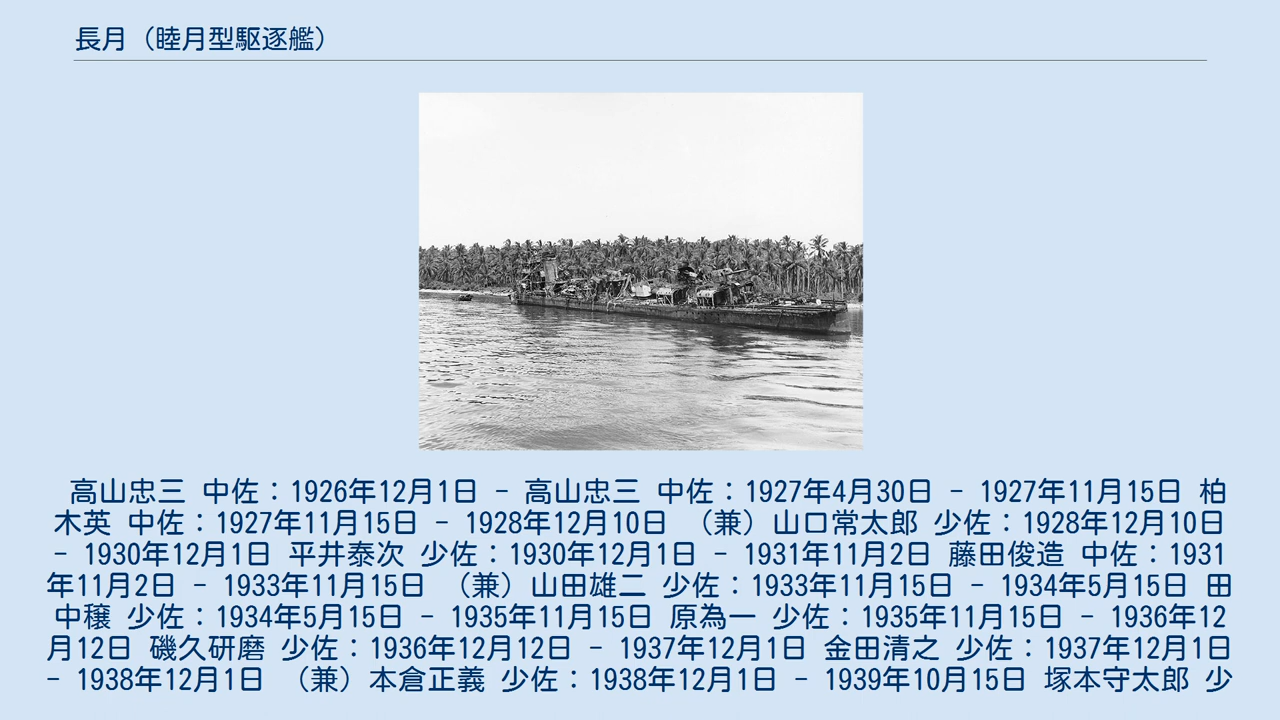 長月（睦月型駆逐艦）
高山忠三 中佐：1926年12月1日 - 高山忠三 中佐：1927年4月30日 - 1927年11月15日 柏
木英 中佐：1927年11月15日 - 1928年12月10日 （兼）山口常太郎 少佐：1928年12月10日
- 1930年12月1日 平井泰次 少佐：1930年12月1日 - 1931年11月2日 藤田俊造 中佐：1931
年11月2日 - 1933年11月15日 （兼）山田雄二 少佐：1933年11月15日 - 1934年5月15日 田
中穣 少佐：1934年5月15日 - 1935年11月15日 原為一 少佐：1935年11月15日 - 1936年12
月12日 磯久研磨 少佐：1936年12月12日 - 1937年12月1日 金田清之 少佐：1937年12月1日
- 1938年12月1日 （兼）本倉正義 少佐：1938年12月1日 - 1939年10月15日 塚本守太郎 少